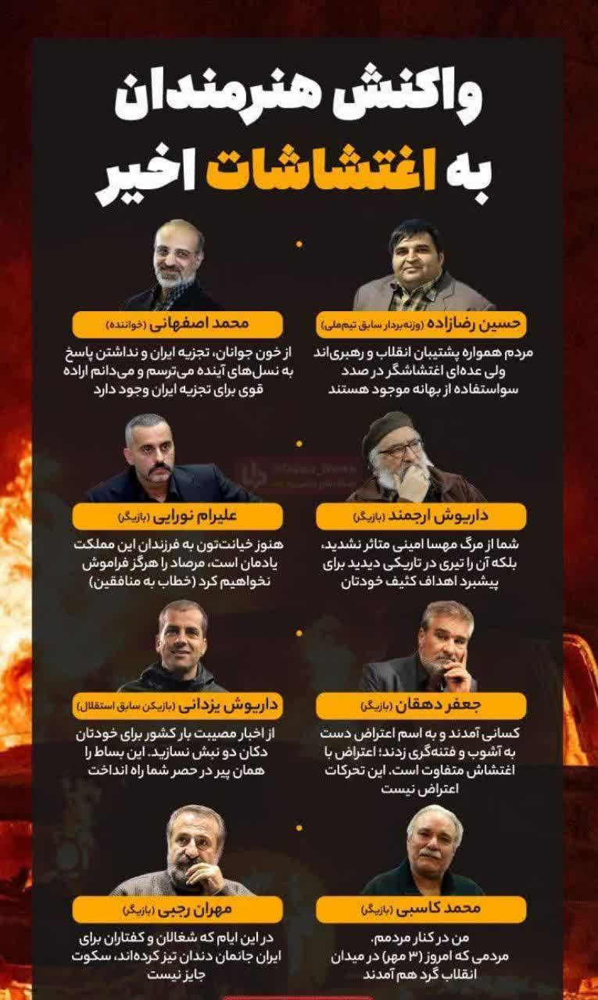 واکنش هنرمندان
به اغتشاشات اخیر
حسین رضازاده (وزنه‌بردار سابق تیم‌ملی)
مردم همواره پشتیبان انقلاب و رهبری‌اند
ولی عده‌ای اغتشاشگر در صدد
سواستفاده از بهانه موجود هستند
محمد اصفهانی (خواننده)
از خون جوانان، تجزیه ایران و نداشتن پاسخ
به نسل‌های آینده می‌ترسم و می‌دانم اراده
قوی برای تجزیه ایران وجود دارد
داریوش ارجمند (بازیگر)
شما از مرگ مهسا امینی متاثر نشدید،
بلکه آن را تیری در تاریکی دیدید برای
پیشبرد اهداف کثیف خودتان
علیرام نورایی (بازیگر)
هنوز خیانت‌تون به فرزندان این مملکت
یادمان است، مرصاد را هرگز فراموش
نخواهیم کرد (خطاب به منافقین)
جعفر دهقان (بازیگر)
کسانی آمدند و به اسم اعتراض دست
به آشوب و فتنه‌گری زدند؛ اعتراض با
اغتشاش متفاوت است. این تحرکات
اعتراض نیست
داریوش یزدانی (بازیکن سابق استقلال)
از اخبار مصیبت بار کشور برای خودتان
دکان دو نبش نسازید. این بساط را
همان پیر در حصر شما راه انداخت
محمد کاسبی (بازیگر)
من در کنار مردمم.
مردمی که امروز (۳ مهر) در میدان
انقلاب گرد هم آمدند
مهران رجبی (بازیگر)
در این ایام که شغالان و کفتاران برای
ایران جانمان دندان تیز کرده‌اند، سکوت
جایز نیست